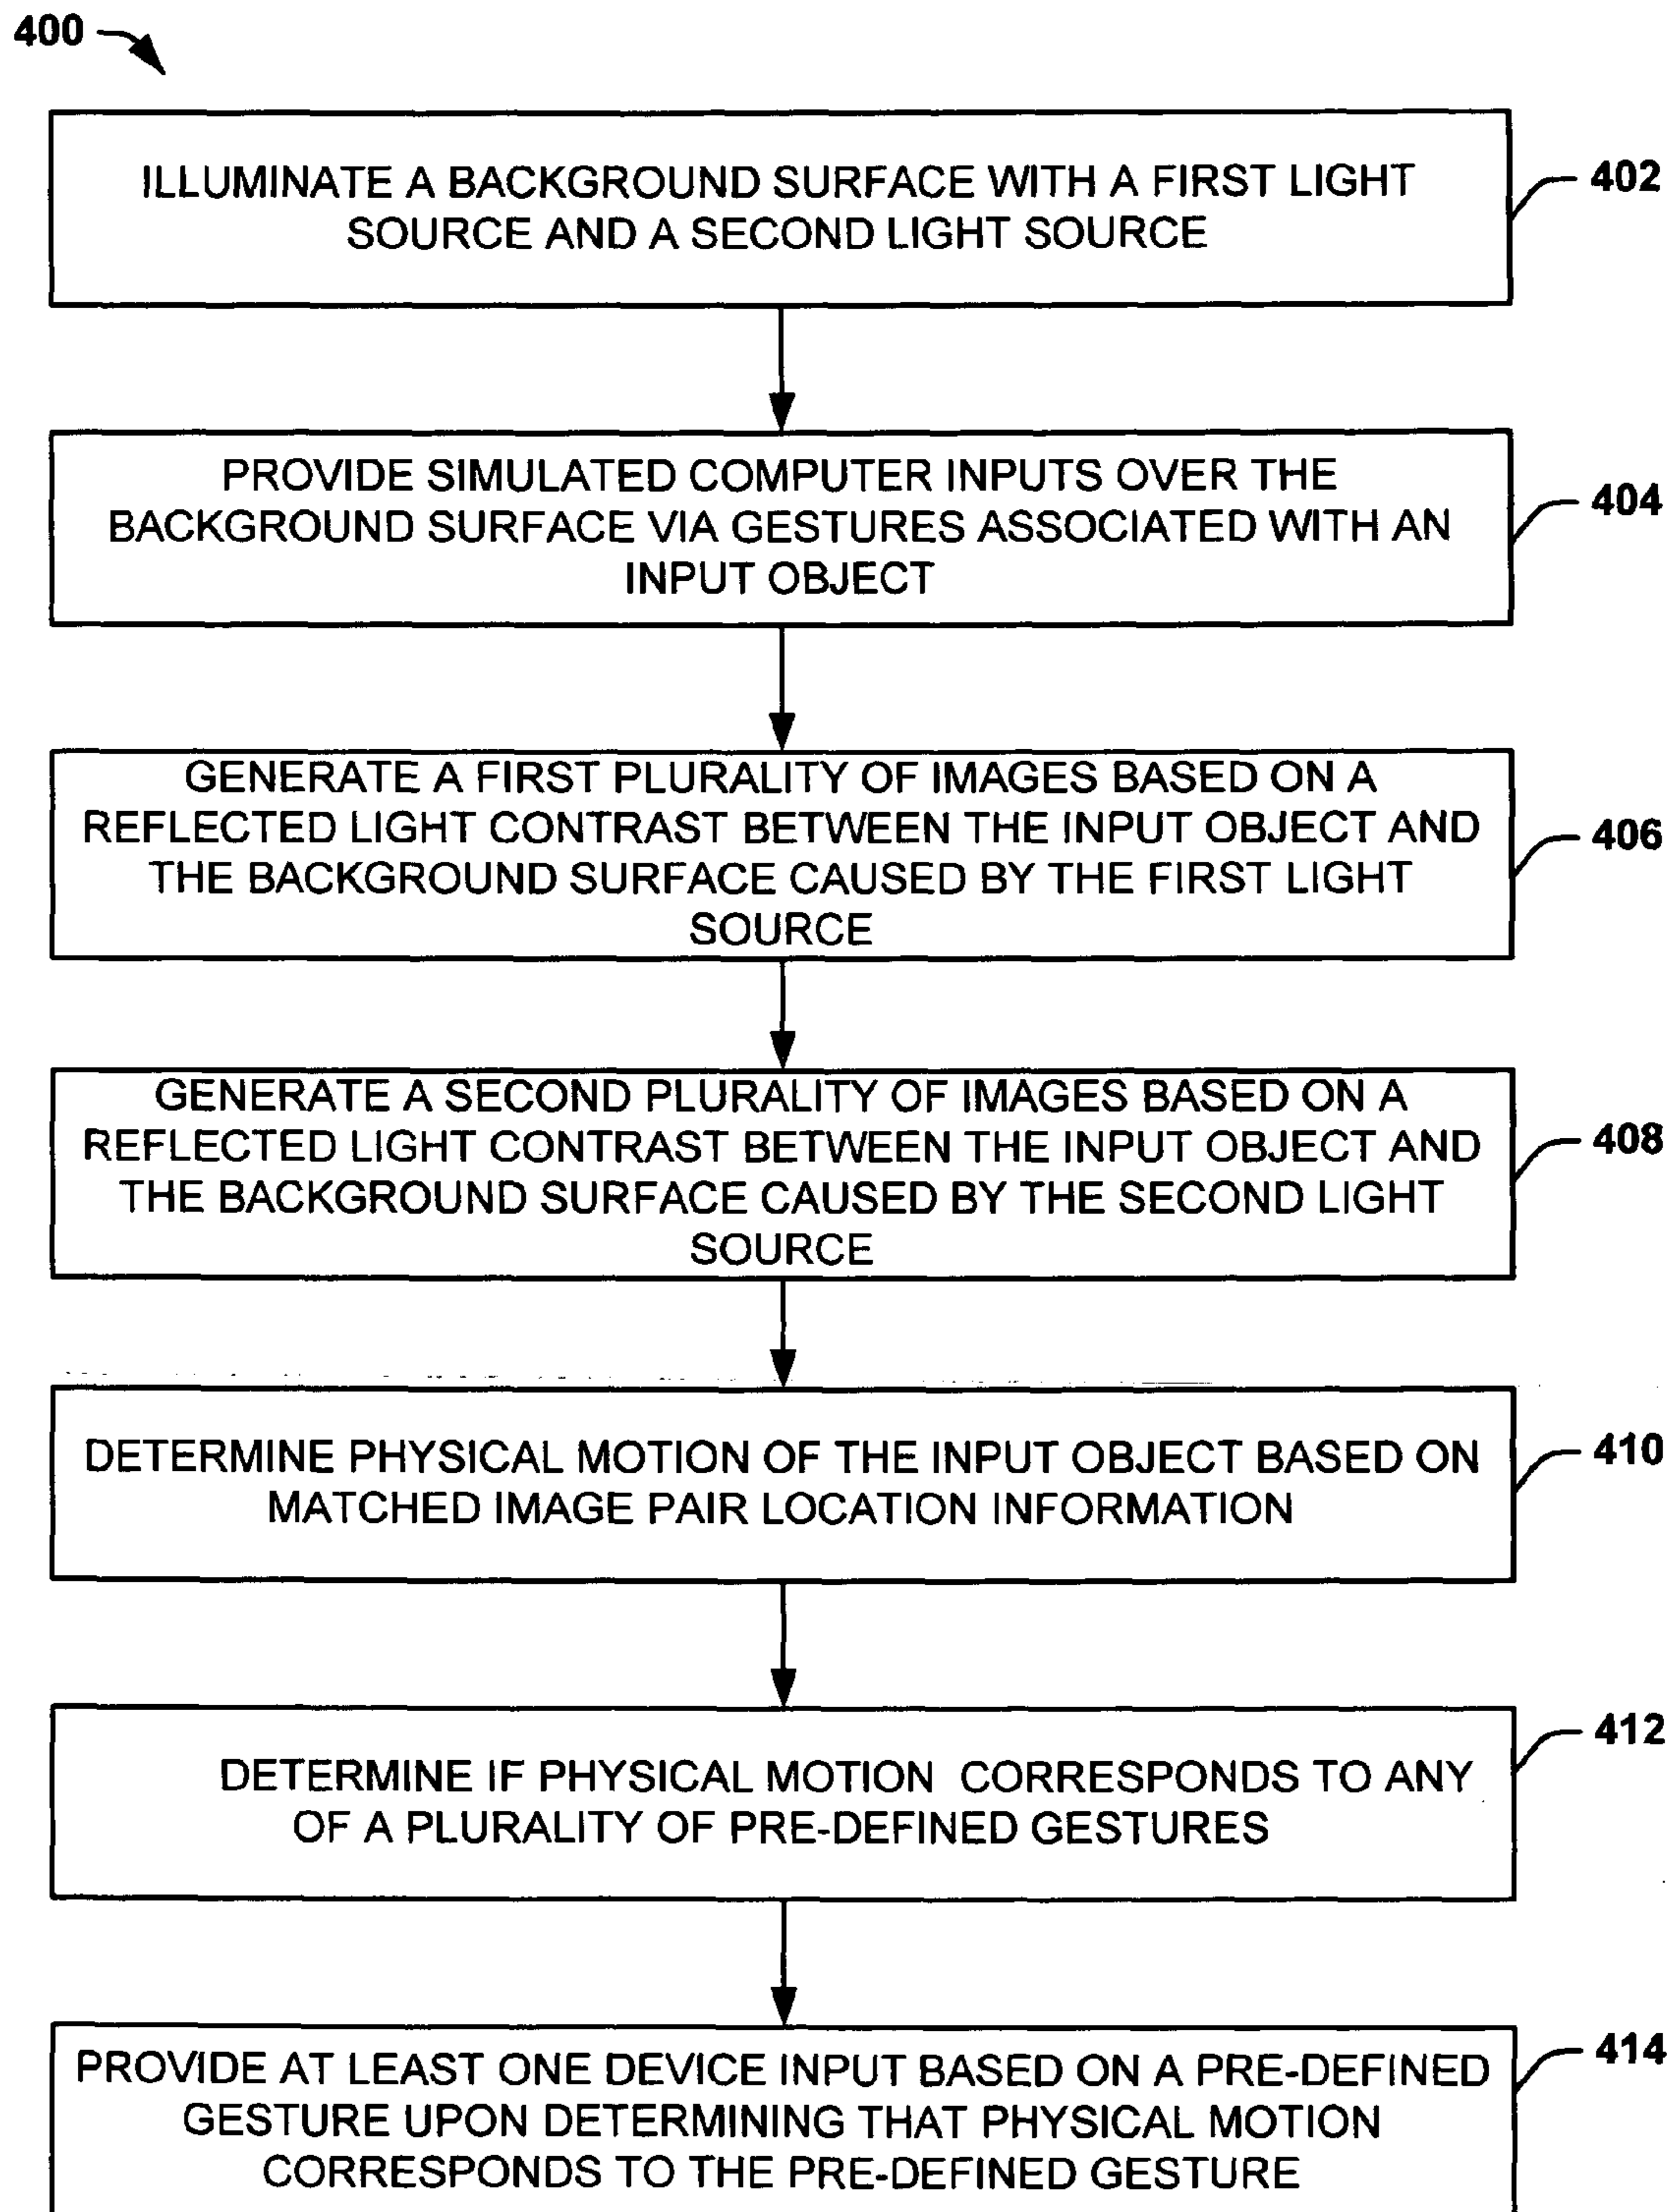 400
ILLUMINATE A BACKGROUND SURFACE WITH A FIRST LIGHT
SOURCE AND A SECOND LIGHT SOURCE
402
PROVIDE SIMULATED COMPUTER INPUTS OVER THE
BACKGROUND SURFACE VIA GESTURES ASSOCIATED WITH AN
INPUT OBJECT
404
GENERATE A FIRST PLURALITY OF IMAGES BASED ON A
REFLECTED LIGHT CONTRAST BETWEEN THE INPUT OBJECT AND
THE BACKGROUND SURFACE CAUSED BY THE FIRST LIGHT
SOURCE
406
GENERATE A SECOND PLURALITY OF IMAGES BASED ON A
REFLECTED LIGHT CONTRAST BETWEEN THE INPUT OBJECT AND
THE BACKGROUND SURFACE CAUSED BY THE SECOND LIGHT
SOURCE
408
DETERMINE PHYSICAL MOTION OF THE INPUT OBJECT BASED ON
MATCHED IMAGE PAIR LOCATION INFORMATION
410
DETERMINE IF PHYSICAL MOTION CORRESPONDS TO ANY
OF A PLURALITY OF PRE-DEFINED GESTURES
412
PROVIDE AT LEAST ONE DEVICE INPUT BASED ON A PRE-DEFINED
GESTURE UPON DETERMINING THAT PHYSICAL MOTION
CORRESPONDS TO THE PRE-DEFINED GESTURE
414